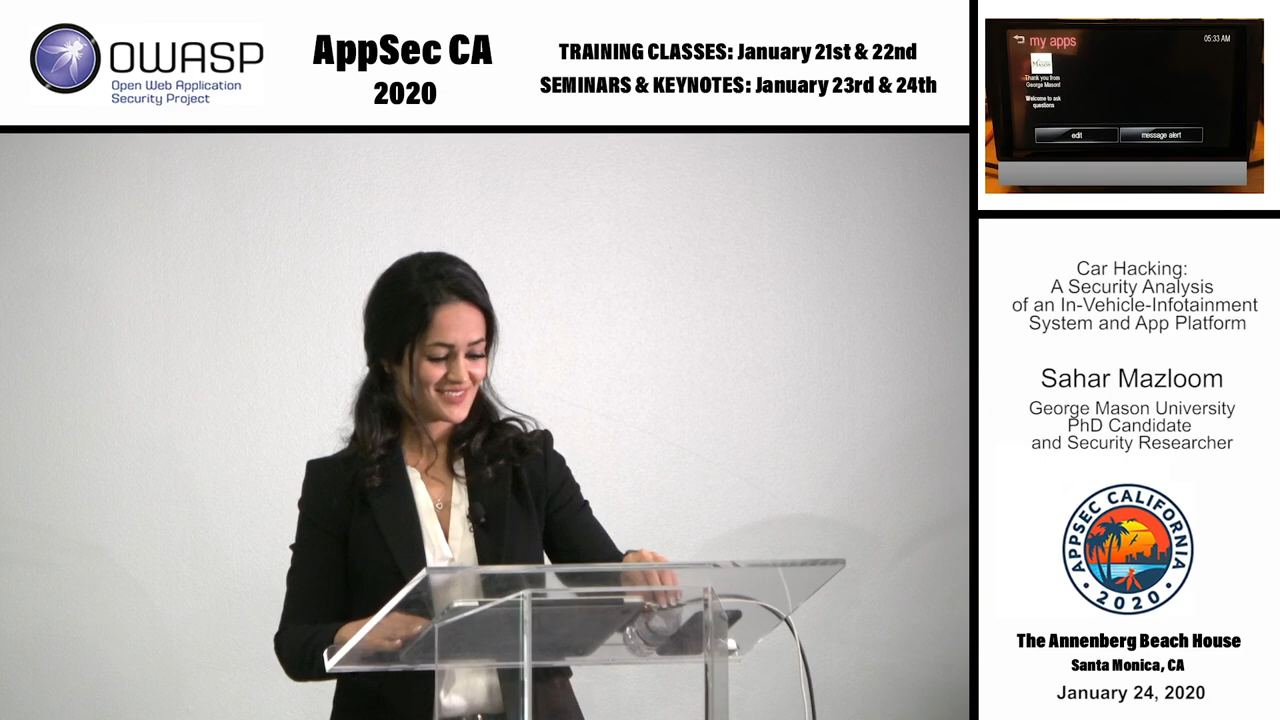 OWASP
Open Web Application
Security Project
AppSec CA
2020
TRAINING CLASSES: January 21st & 22nd
SEMINARS & KEYNOTES: January 23rd & 24th
my apps
05:33 AM
MASON
Thank you from
George Mason!
Welcome to ask
questions
edit
message alert
Car Hacking:
A Security Analysis
of an In-Vehicle-Infotainment
System and App Platform
Sahar Mazloom
George Mason University
PhD Candidate
and Security Researcher
APPSEC CALIFORNIA
• 2020 •
The Annenberg Beach House
Santa Monica, CA
January 24, 2020